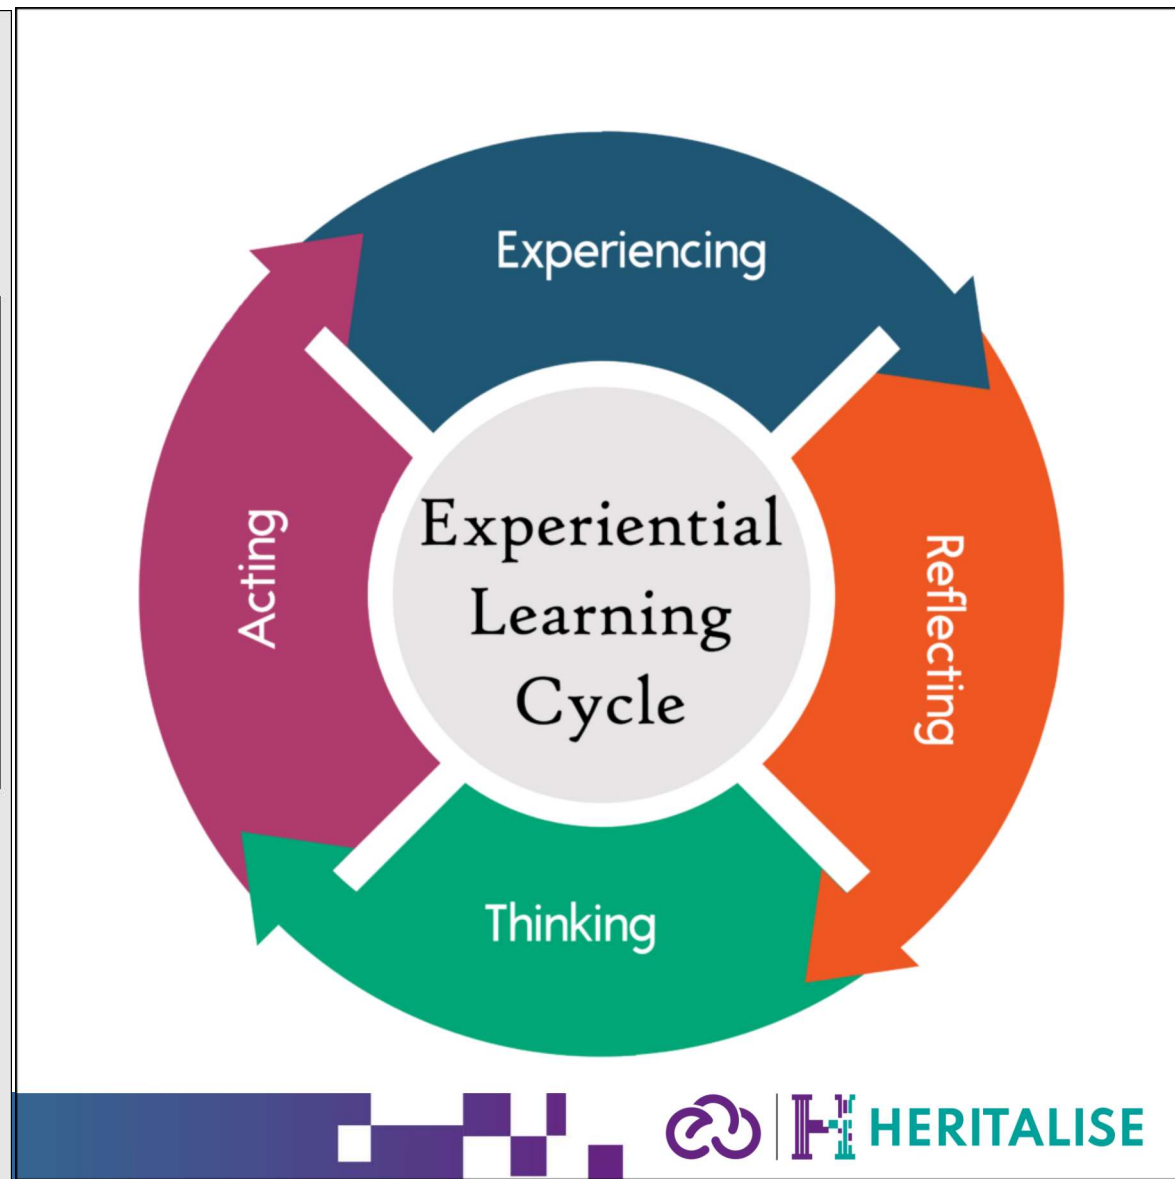 Experiencing
Reflecting
Thinking
Acting
Experiential
Learning
Cycle
HERITALISE